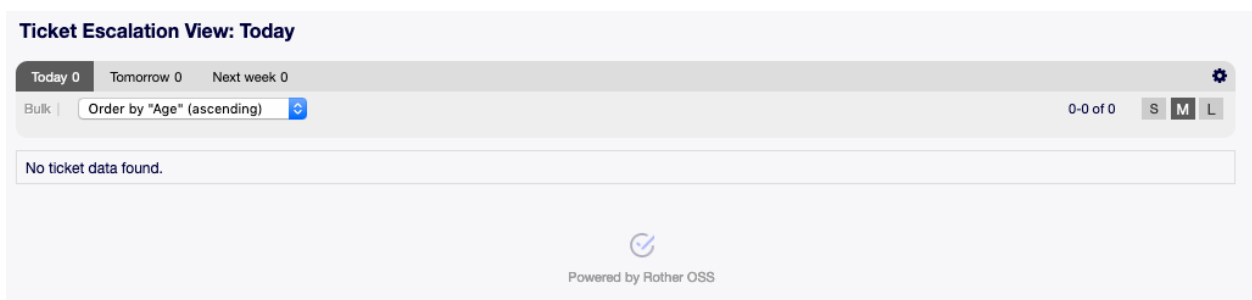 Ticket Escalation View: Today
Today 0 Tomorrow 0 Next week 0
Bulk | Order by "Age" (ascending) 0-0 of 0 S M L
No ticket data found.
Powered by Rother OSS